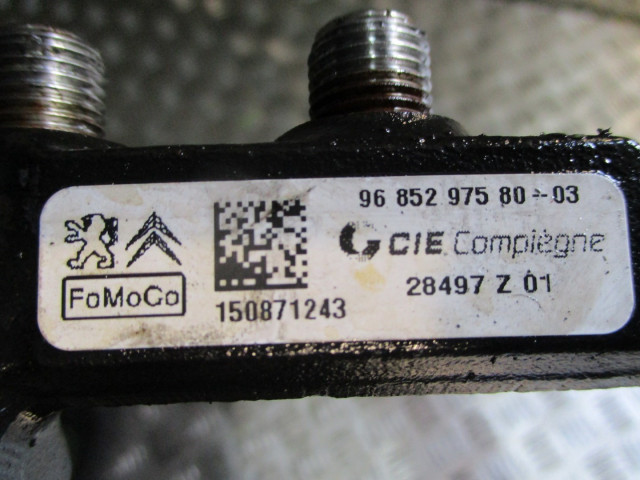 96 852 975 80-03
CIE Compiègne
28497 Z 01
FoMoCo
150871243